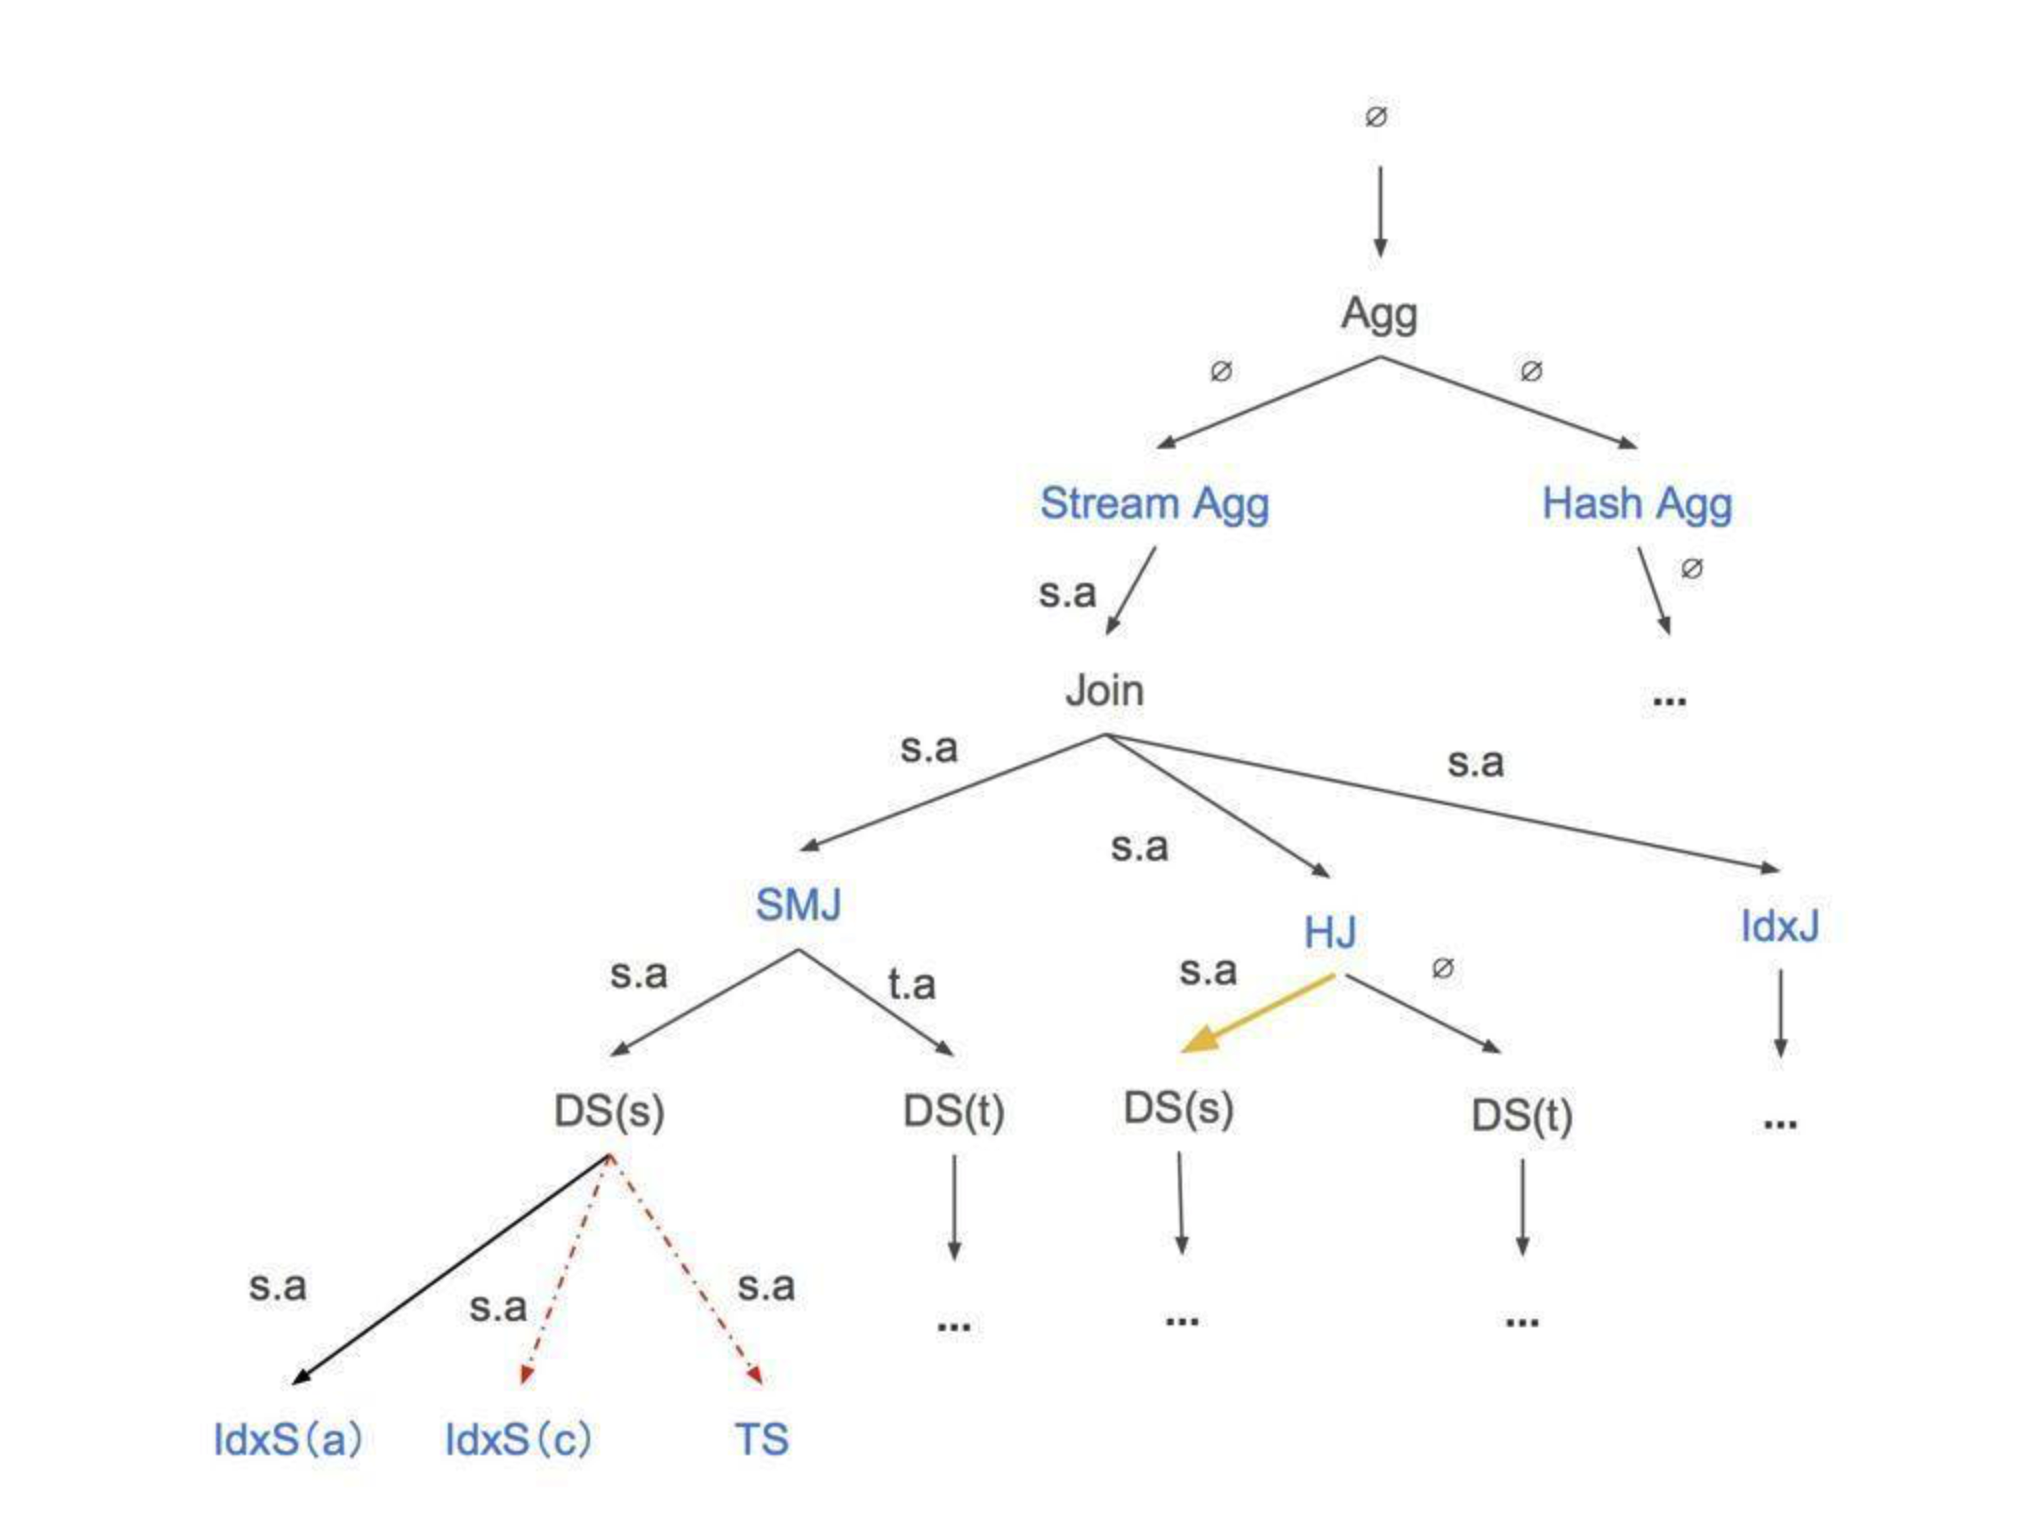 ∅
Agg
∅ ∅
Stream Agg Hash Agg
s.a ∅
Join ...
s.a s.a s.a
SMJ HJ IdxJ
s.a t.a s.a ∅
DS(s) DS(t) DS(s) DS(t) ...
s.a s.a s.a ... ... ...
IdxS(a) IdxS(c) TS